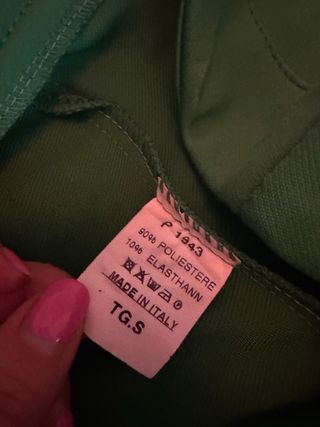 P 1943
90% POLIESTERE
10% ELASTHANN
MADE IN ITALY
TG.S